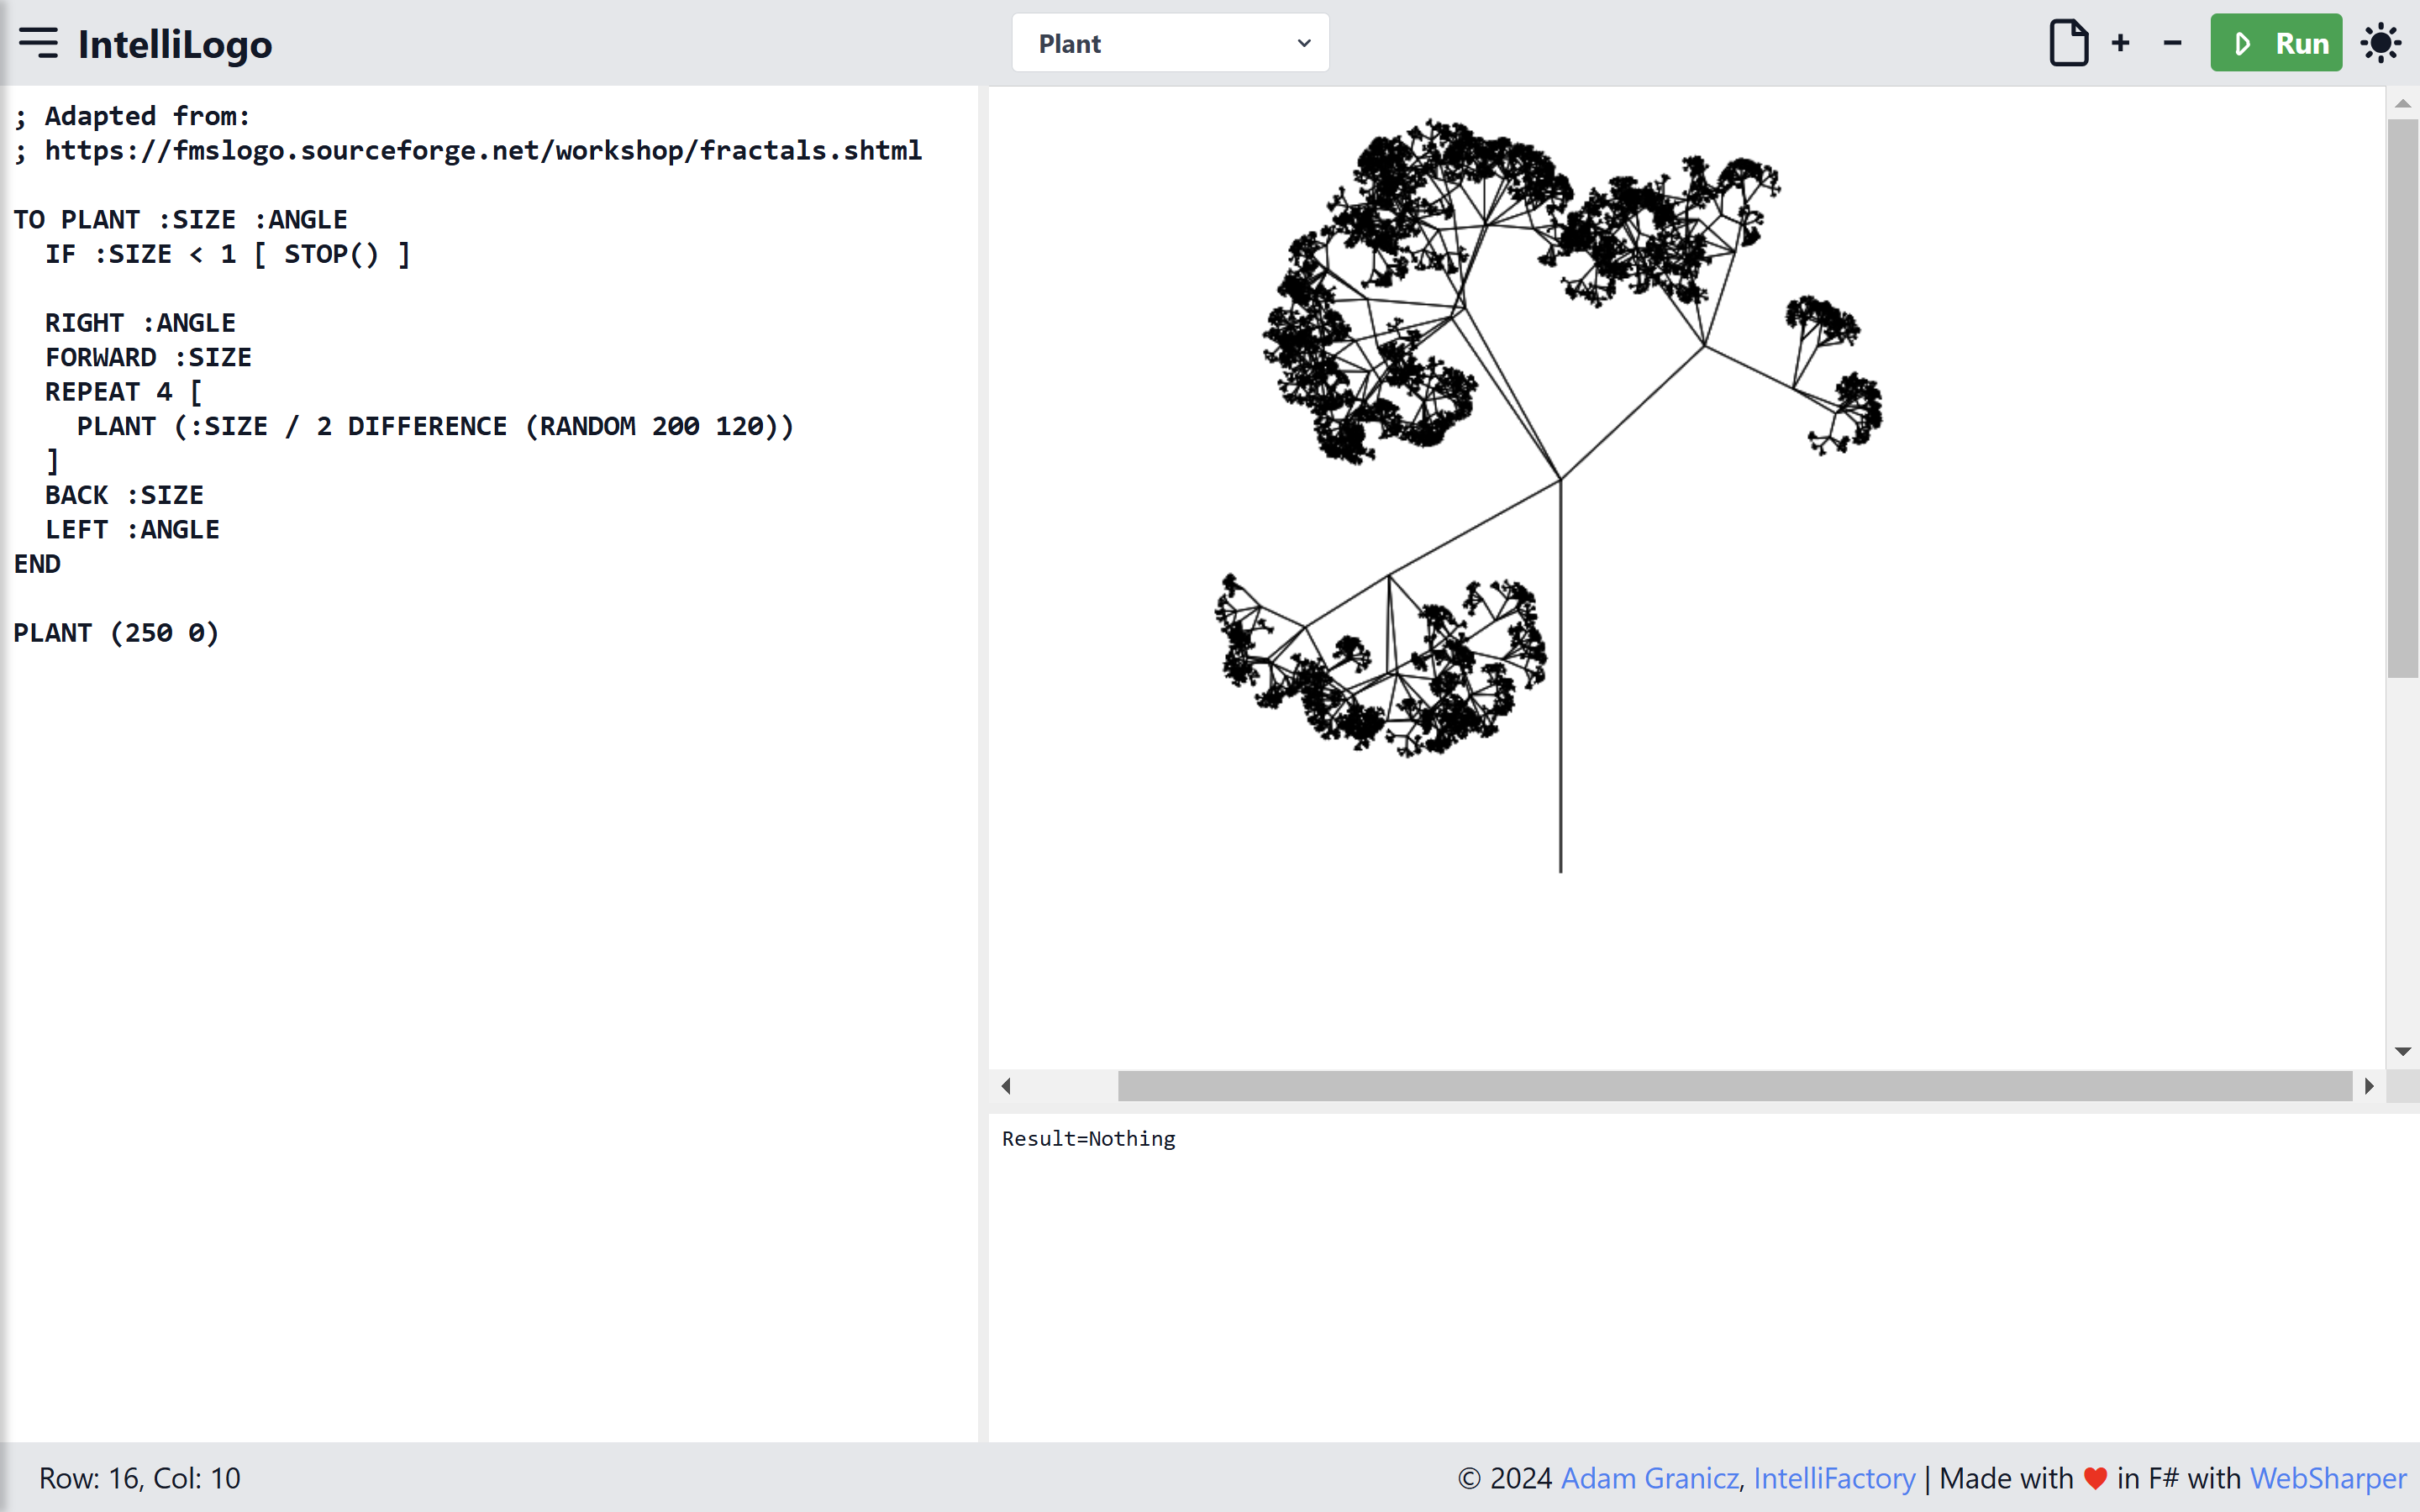 IntelliLogo
Plant
+ −
Run
; Adapted from:
; https://fmslogo.sourceforge.net/workshop/fractals.shtml
TO PLANT :SIZE :ANGLE
  IF :SIZE < 1 [ STOP() ]
  RIGHT :ANGLE
  FORWARD :SIZE
  REPEAT 4 [
    PLANT (:SIZE / 2 DIFFERENCE (RANDOM 200 120))
  ]
  BACK :SIZE
  LEFT :ANGLE
END
PLANT (250 0)
Result=Nothing
Row: 16, Col: 10
© 2024 Adam Granicz, IntelliFactory | Made with ❤ in F# with WebSharper